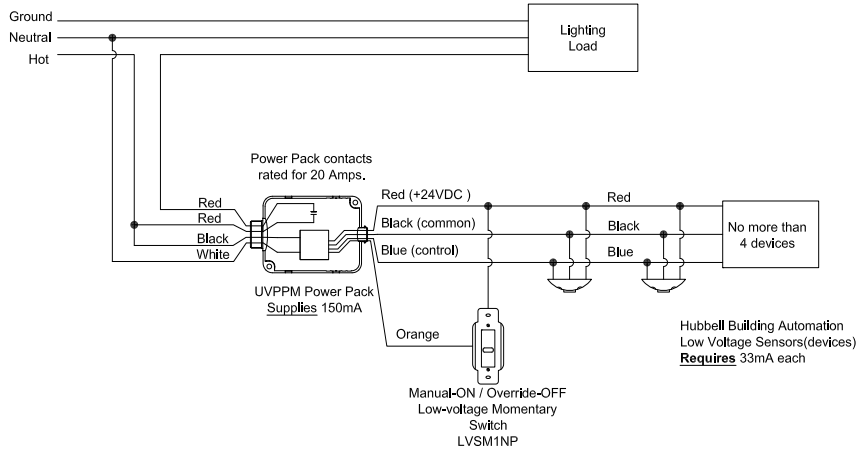 Ground
Neutral
Hot
Lighting
Load
Power Pack contacts
rated for 20 Amps.
Red
Red
Black
White
Red (+24VDC )
Black (common)
Blue (control)
Red
Black
Blue
No more than
4 devices
UVPPM Power Pack
Supplies 150mA
Orange
Hubbell Building Automation
Low Voltage Sensors(devices)
Requires 33mA each
Manual-ON / Override-OFF
Low-voltage Momentary
Switch
LVSM1NP